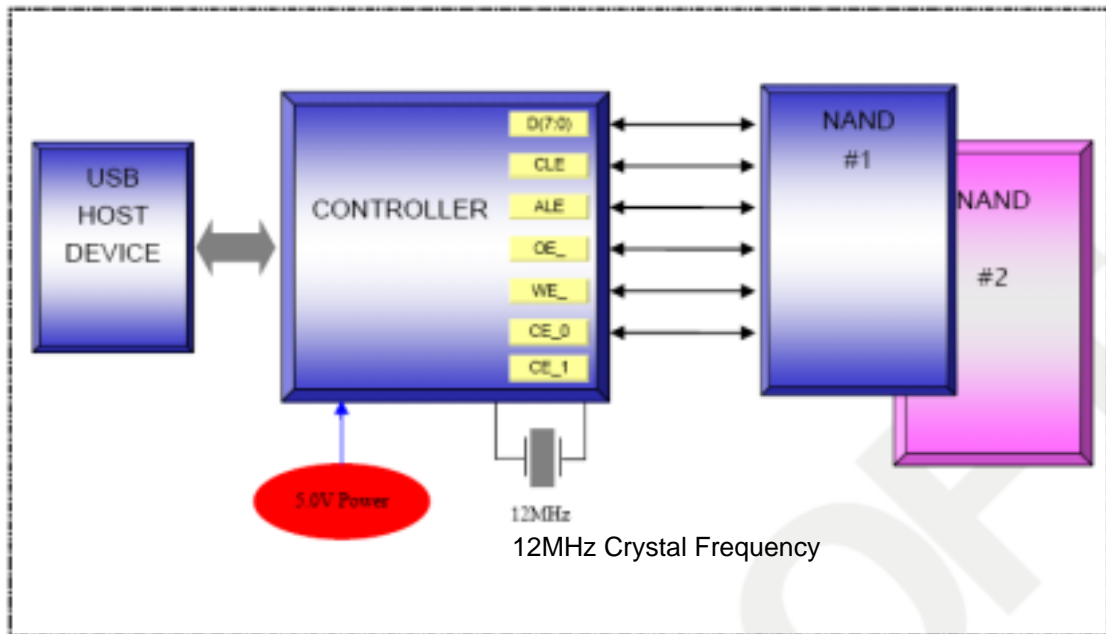 USB
HOST
DEVICE
CONTROLLER
D(7:0)
CLE
ALE
OE_
WE_
CE_0
CE_1
NAND
#1
NAND
#2
5.0V Power
12MHz
12MHz Crystal Frequency